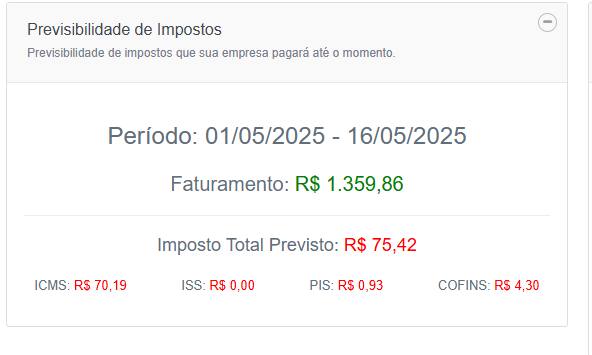 Previsibilidade de Impostos
Previsibilidade de impostos que sua empresa pagará até o momento.
Período: 01/05/2025 - 16/05/2025
Faturamento: R$ 1.359,86
Imposto Total Previsto: R$ 75,42
ICMS: R$ 70,19 ISS: R$ 0,00 PIS: R$ 0,93 COFINS: R$ 4,30